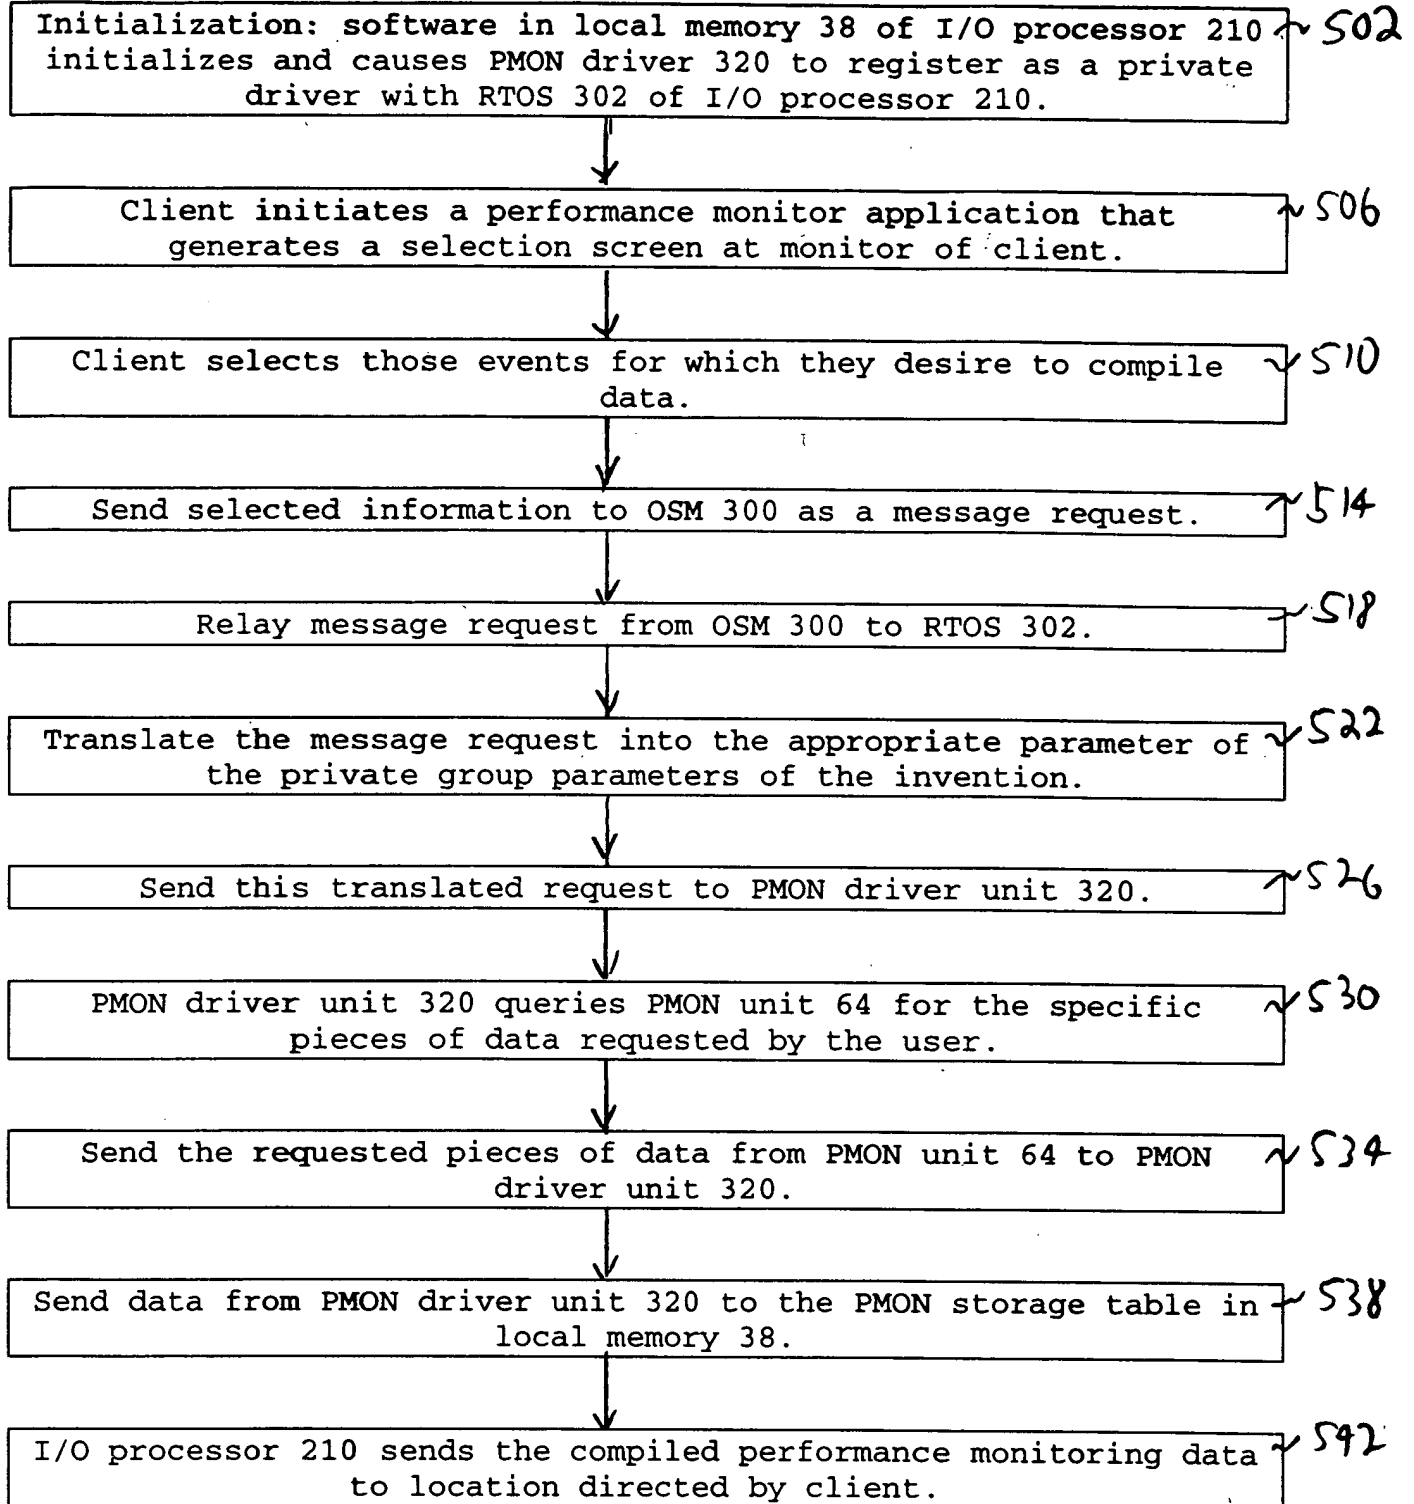 Initialization: software in local memory 38 of I/O processor 210 502
initializes and causes PMON driver 320 to register as a private
driver with RTOS 302 of I/O processor 210.
Client initiates a performance monitor application that 506
generates a selection screen at monitor of client.
Client selects those events for which they desire to compile 510
data.
Send selected information to OSM 300 as a message request. 514
Relay message request from OSM 300 to RTOS 302. 518
Translate the message request into the appropriate parameter of 522
the private group parameters of the invention.
Send this translated request to PMON driver unit 320. 526
PMON driver unit 320 queries PMON unit 64 for the specific 530
pieces of data requested by the user.
Send the requested pieces of data from PMON unit 64 to PMON 534
driver unit 320.
Send data from PMON driver unit 320 to the PMON storage table in 538
local memory 38.
I/O processor 210 sends the compiled performance monitoring data 542
to location directed by client.